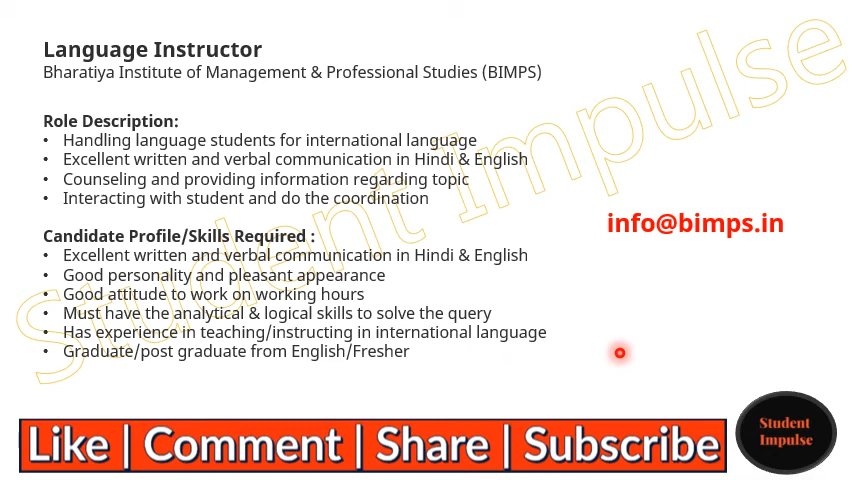 Language Instructor
Bharatiya Institute of Management & Professional Studies (BIMPS)
Role Description:
• Handling language students for international language
• Excellent written and verbal communication in Hindi & English
• Counseling and providing information regarding topic
• Interacting with student and do the coordination
info@bimps.in
Candidate Profile/Skills Required :
• Excellent written and verbal communication in Hindi & English
• Good personality and pleasant appearance
• Good attitude to work on working hours
• Must have the analytical & logical skills to solve the query
• Has experience in teaching/instructing in international language
• Graduate/post graduate from English/Fresher
Student Impulse
Like | Comment | Share | Subscribe
Student
Impulse